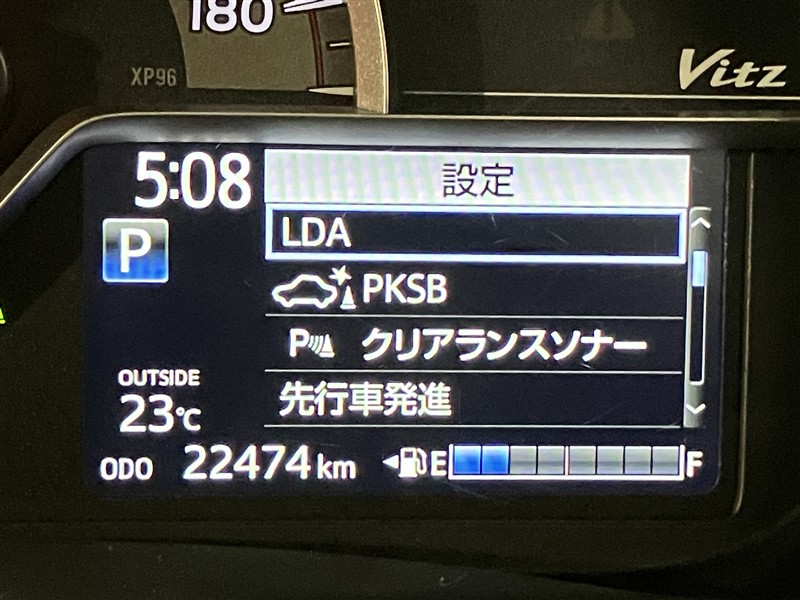 180
XP96
Vitz
5:08
設定
P
LDA
PKSB
P クリアランスソナー
OUTSIDE
23℃
先行車発進
ODO 22474 km
E F